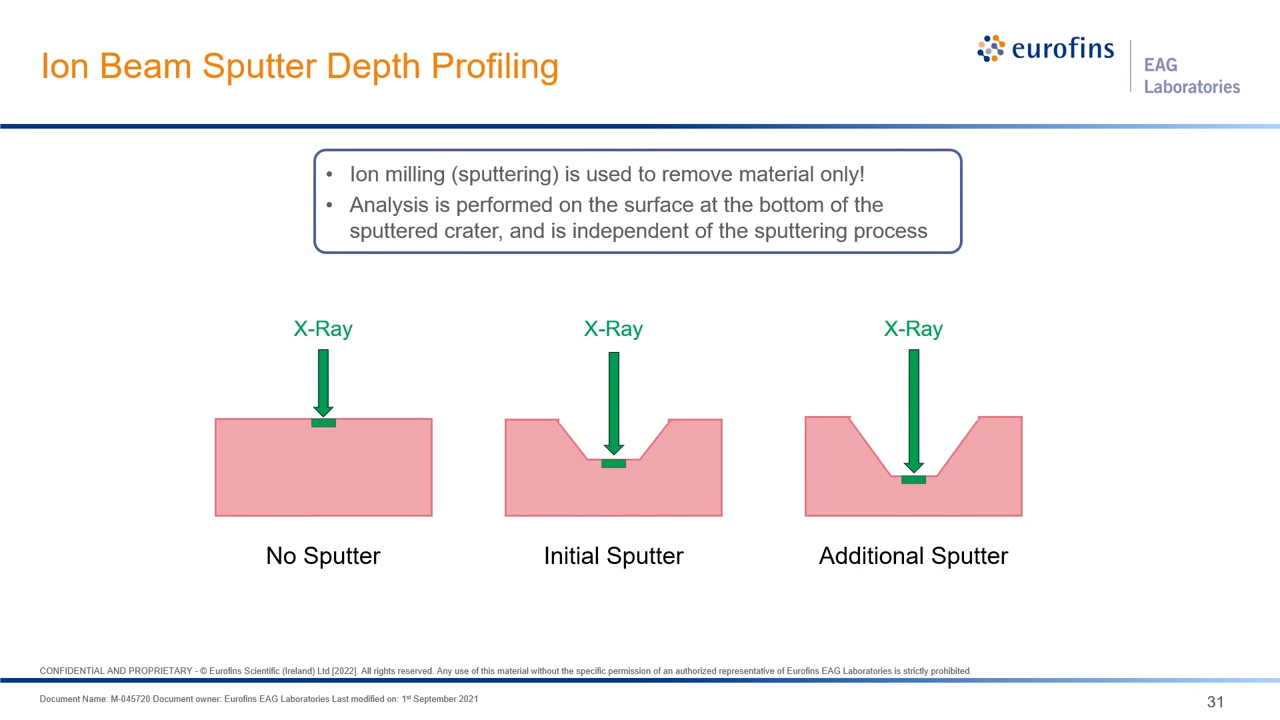 Ion Beam Sputter Depth Profiling
eurofins
EAG
Laboratories
• Ion milling (sputtering) is used to remove material only!
• Analysis is performed on the surface at the bottom of the
sputtered crater, and is independent of the sputtering process
X-Ray
X-Ray
X-Ray
No Sputter
Initial Sputter
Additional Sputter
CONFIDENTIAL AND PROPRIETARY - © Eurofins Scientific (Ireland) Ltd [2022]. All rights reserved. Any use of this material without the specific permission of an authorized representative of Eurofins EAG Laboratories is strictly prohibited.
Document Name: M-045720 Document owner: Eurofins EAG Laboratories Last modified on: 1st September 2021
31